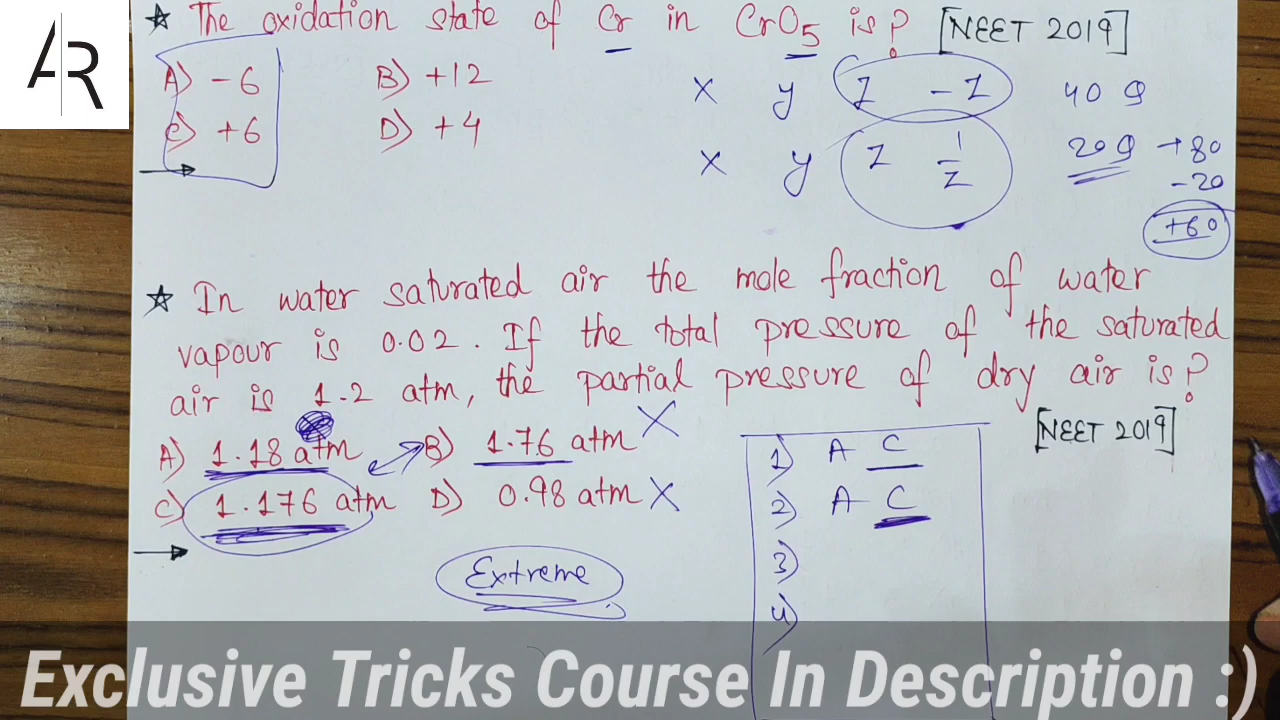 AR
☆ The oxidation state of Cr in CrO5 is? [NEET 2019]
A) -6 B) +12
C) +6 D) +4
x y z -z 40 Q
x y z 1/z 20 Q → 80
-20
+60
☆ In water saturated air the mole fraction of water
vapour is 0.02. If the total pressure of the saturated
air is 1.2 atm, the partial pressure of dry air is?
[NEET 2019]
A) 1.18 atm B) 1.76 atm X
C) 1.176 atm D) 0.98 atm X
1) A C
2) A C
3)
4)
Extreme
Exclusive Tricks Course In Description :)